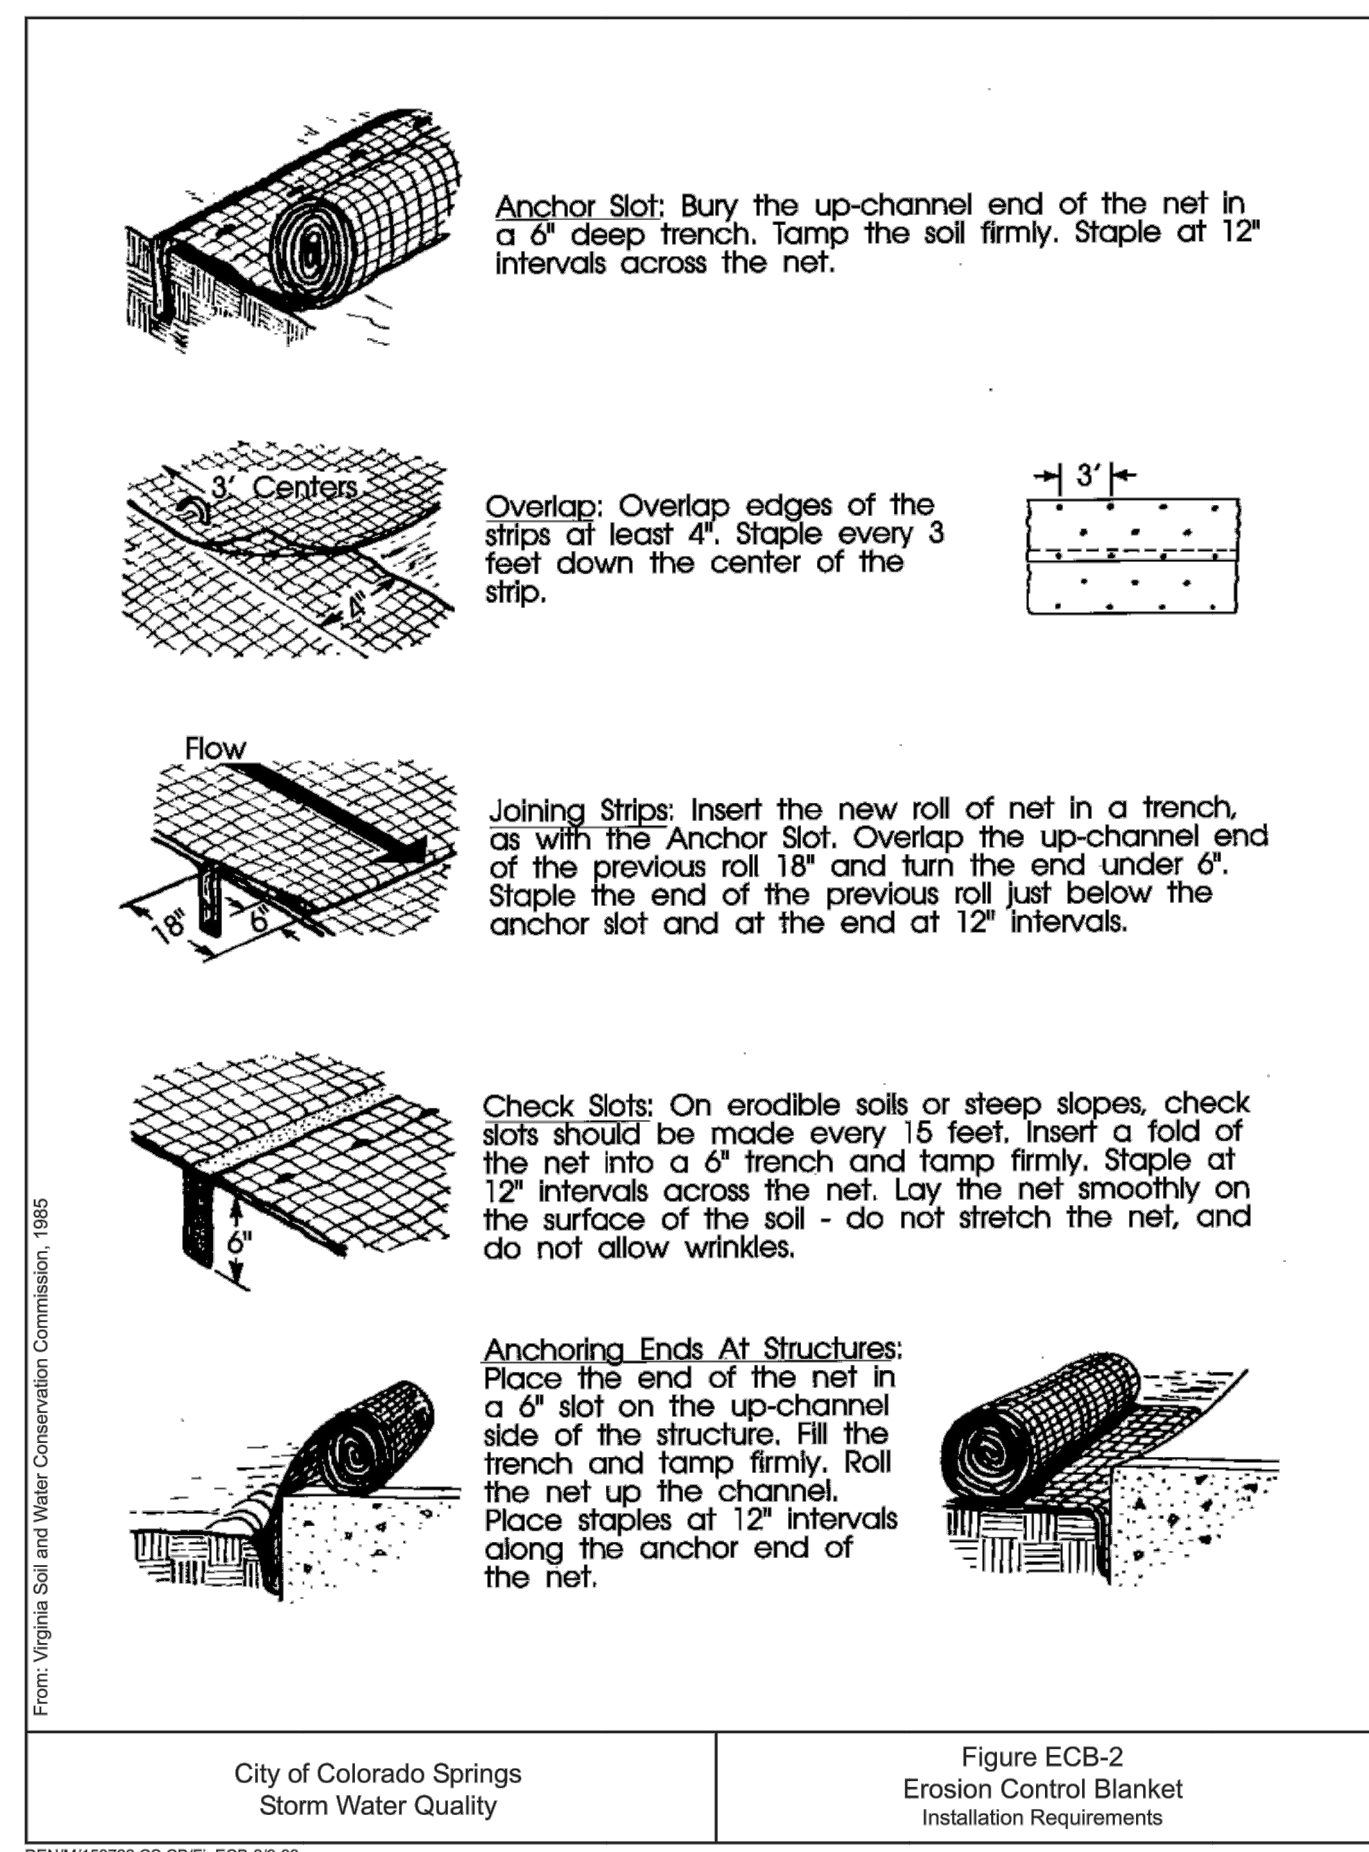 Anchor Slot: Bury the up-channel end of the net in
a 6" deep trench. Tamp the soil firmly. Staple at 12"
intervals across the net.
3' Centers
4"
Overlap: Overlap edges of the
strips at least 4". Staple every 3
feet down the center of the
strip.
3'
Flow
18"
6"
Joining Strips: Insert the new roll of net in a trench,
as with the Anchor Slot. Overlap the up-channel end
of the previous roll 18" and turn the end under 6".
Staple the end of the previous roll just below the
anchor slot and at the end at 12" intervals.
6"
Check Slots: On erodible soils or steep slopes, check
slots should be made every 15 feet. Insert a fold of
the net into a 6" trench and tamp firmly. Staple at
12" intervals across the net. Lay the net smoothly on
the surface of the soil - do not stretch the net, and
do not allow wrinkles.
Anchoring Ends At Structures:
Place the end of the net in
a 6" slot on the up-channel
side of the structure. Fill the
trench and tamp firmly. Roll
the net up the channel.
Place staples at 12" intervals
along the anchor end of
the net.
From: Virginia Soil and Water Conservation Commission, 1985
City of Colorado Springs
Storm Water Quality
Figure ECB-2
Erosion Control Blanket
Installation Requirements